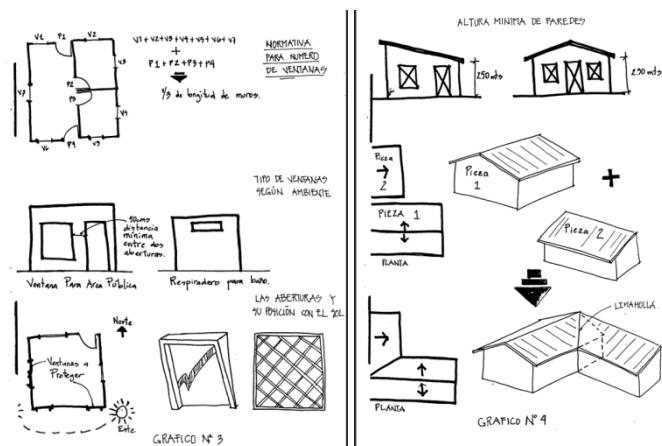 V1 P1 V2
V1+V2+V3+V4+V5+V6+V7
+
P1+P2+P3+P4
1/3 de longitud de muros.
NORMATIVA
PARA NUMERO
DE VENTANAS
V3
P2
P3
V7
V4
V6 P4 V5
TIPO DE VENTANAS
SEGÚN AMBIENTE
50cms
distancia
mínima
entre dos
aberturas.
Ventana Para Area Pública
Respiradero para baño.
LAS ABERTURAS Y
SU POSICIÓN CON EL SOL
Norte
Ventanas a
Proteger
Este
GRAFICO Nº 3
ALTURA MINIMA DE PAREDES
2.50 mts
2.50 mts
Pieza
2
PIEZA 1
PLANTA
Pieza
1
+
Pieza 2
LIMAHOLLA
PLANTA
GRAFICO Nº 4